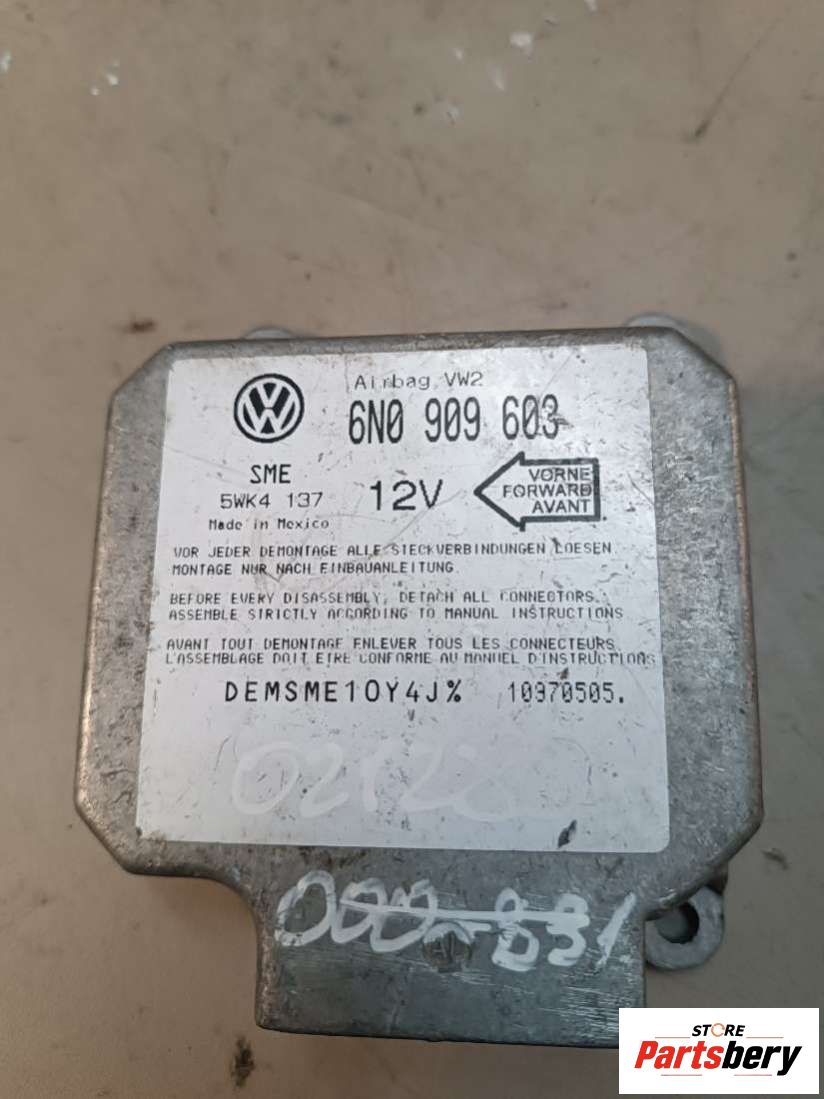 Airbag VW2
6N0 909 603
SME
5WK4 137
12V
VORNE
FORWARD
AVANT
Made in Mexico
VOR JEDER DEMONTAGE ALLE STECKVERBINDUNGEN LOESEN.
MONTAGE NUR NACH EINBAUANLEITUNG.
BEFORE EVERY DISASSEMBLY, DETACH ALL CONNECTORS.
ASSEMBLE STRICTLY ACCORDING TO MANUAL INSTRUCTIONS
AVANT TOUT DEMONTAGE ENLEVER TOUS LES CONNECTEURS
L'ASSEMBLAGE DOIT ETRE CONFORME AU MANUEL D'INSTRUCTIONS
DEMSME10Y4J% 10970505.
STORE
Partsbery